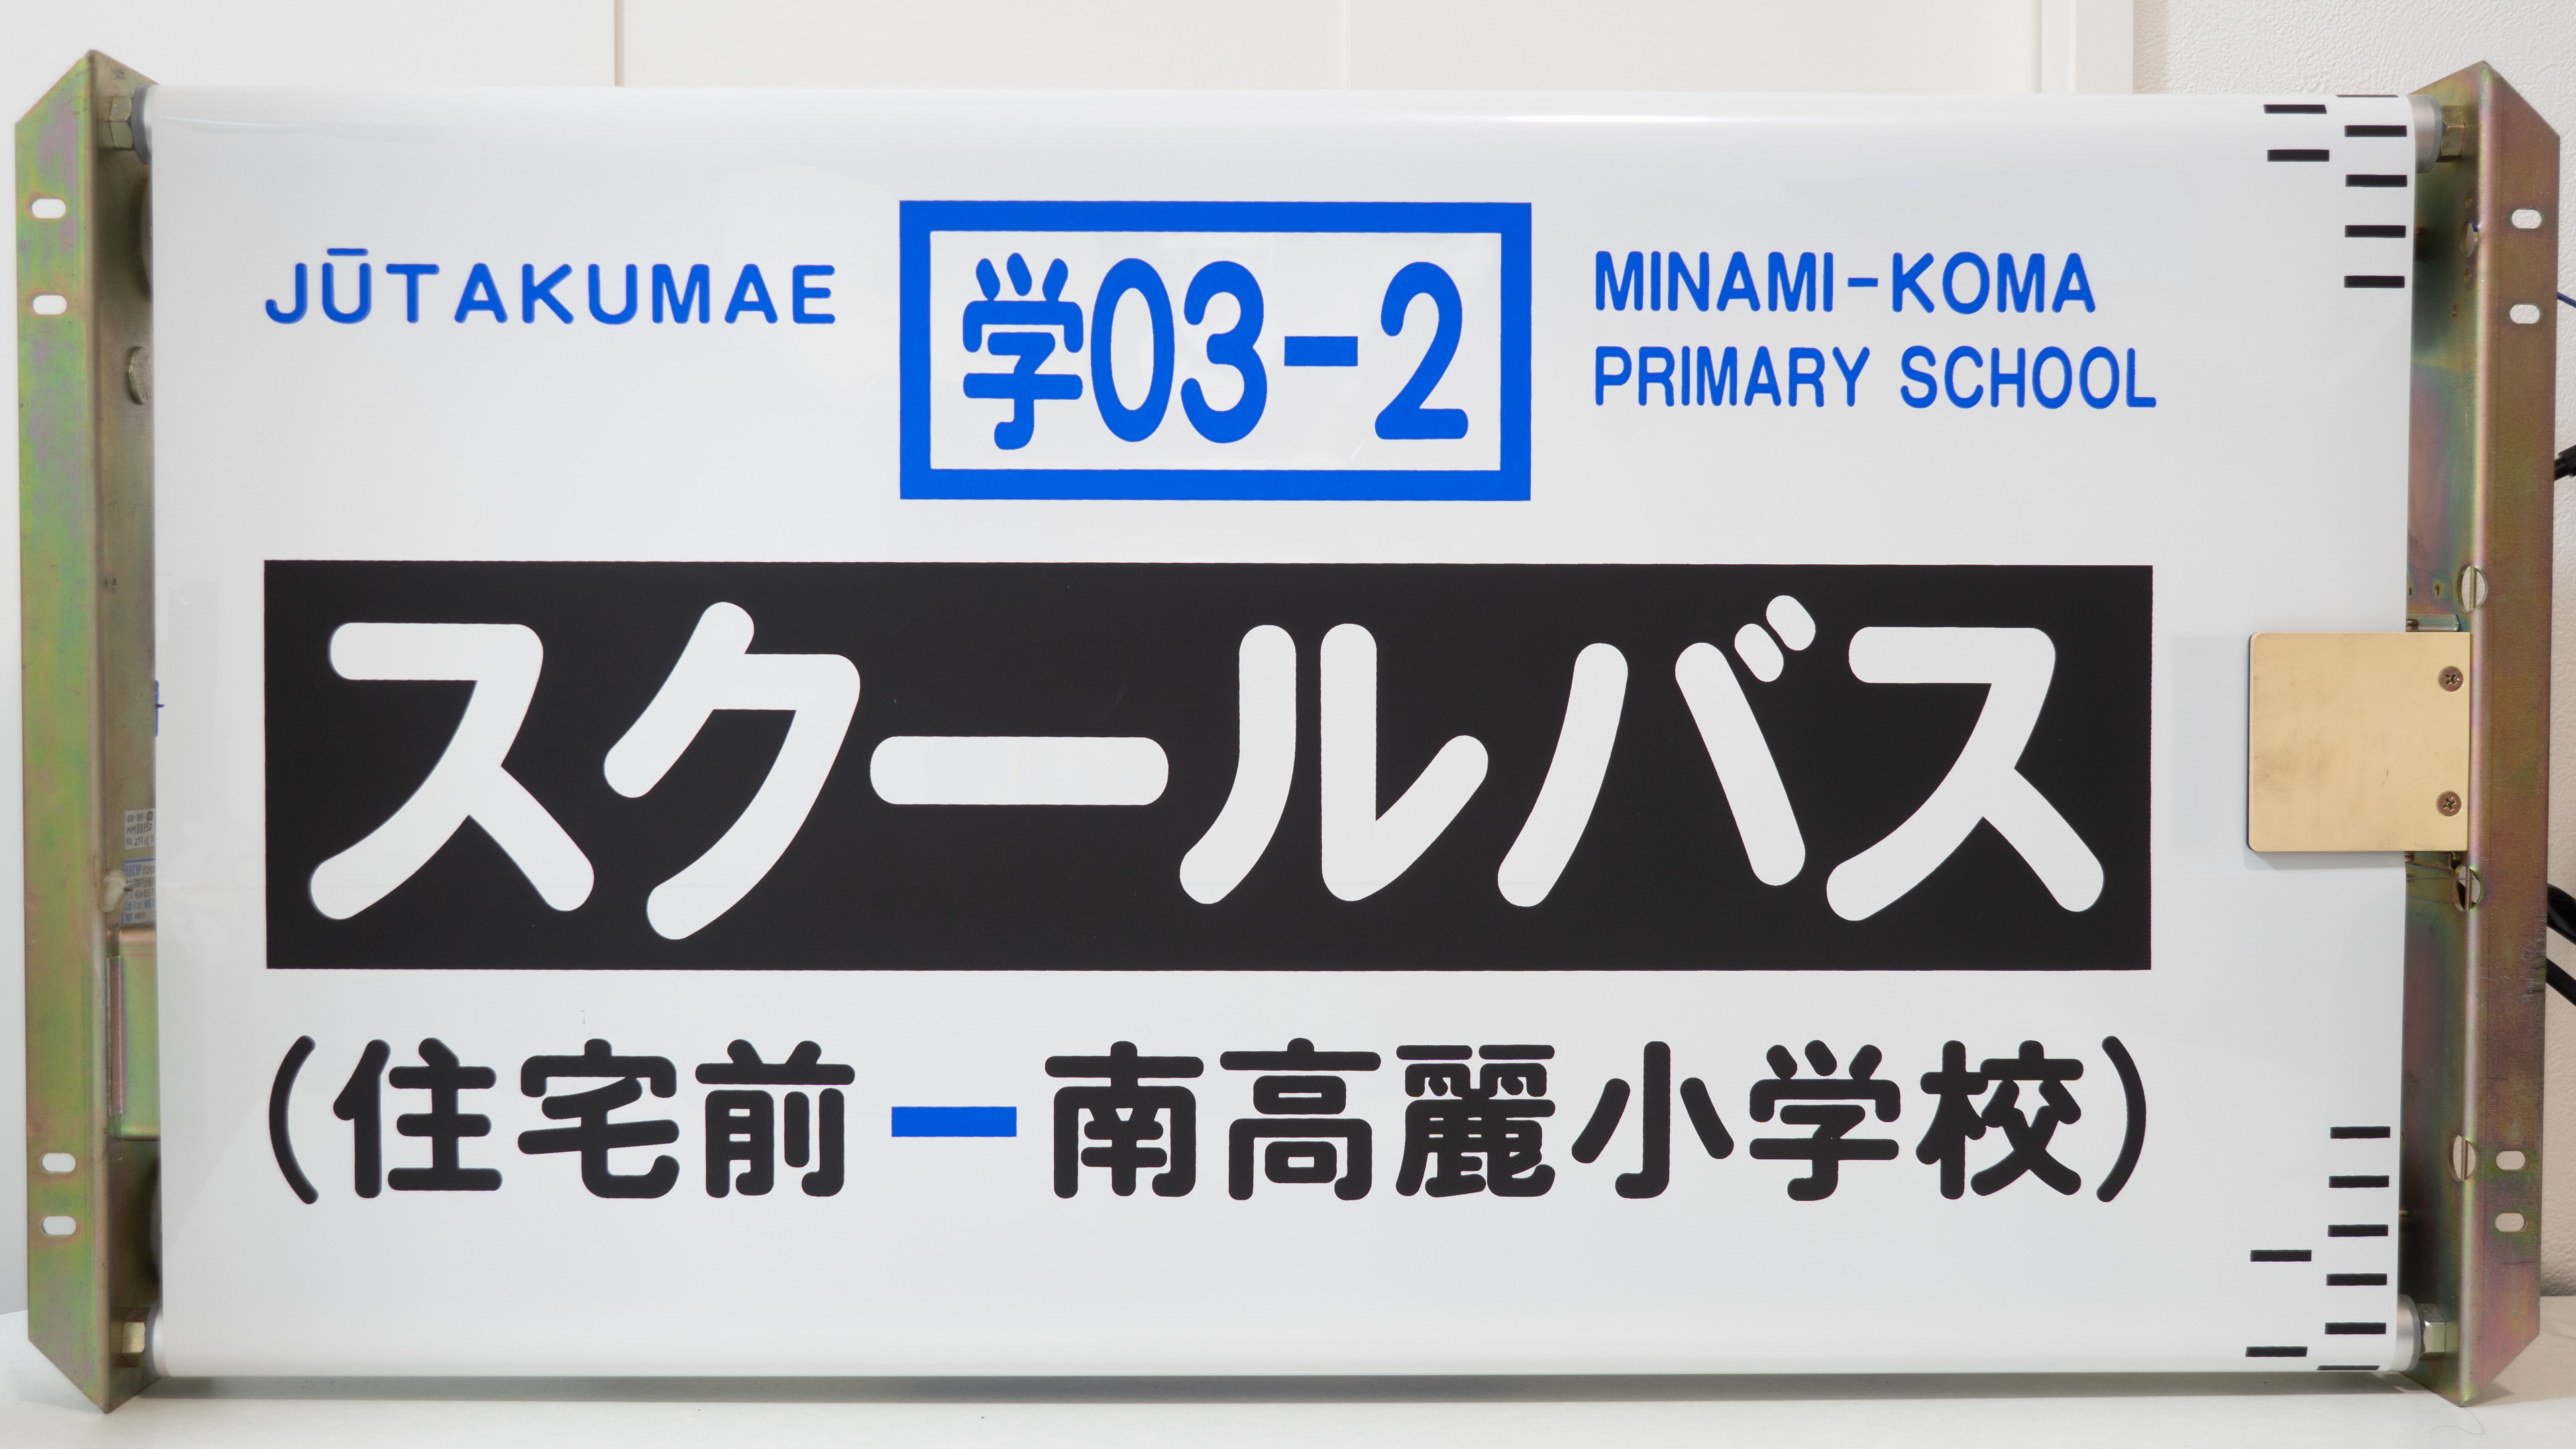 JŪTAKUMAE
学03-2
MINAMI-KOMA
PRIMARY SCHOOL
スクールバス
(住宅前ー南高麗小学校)